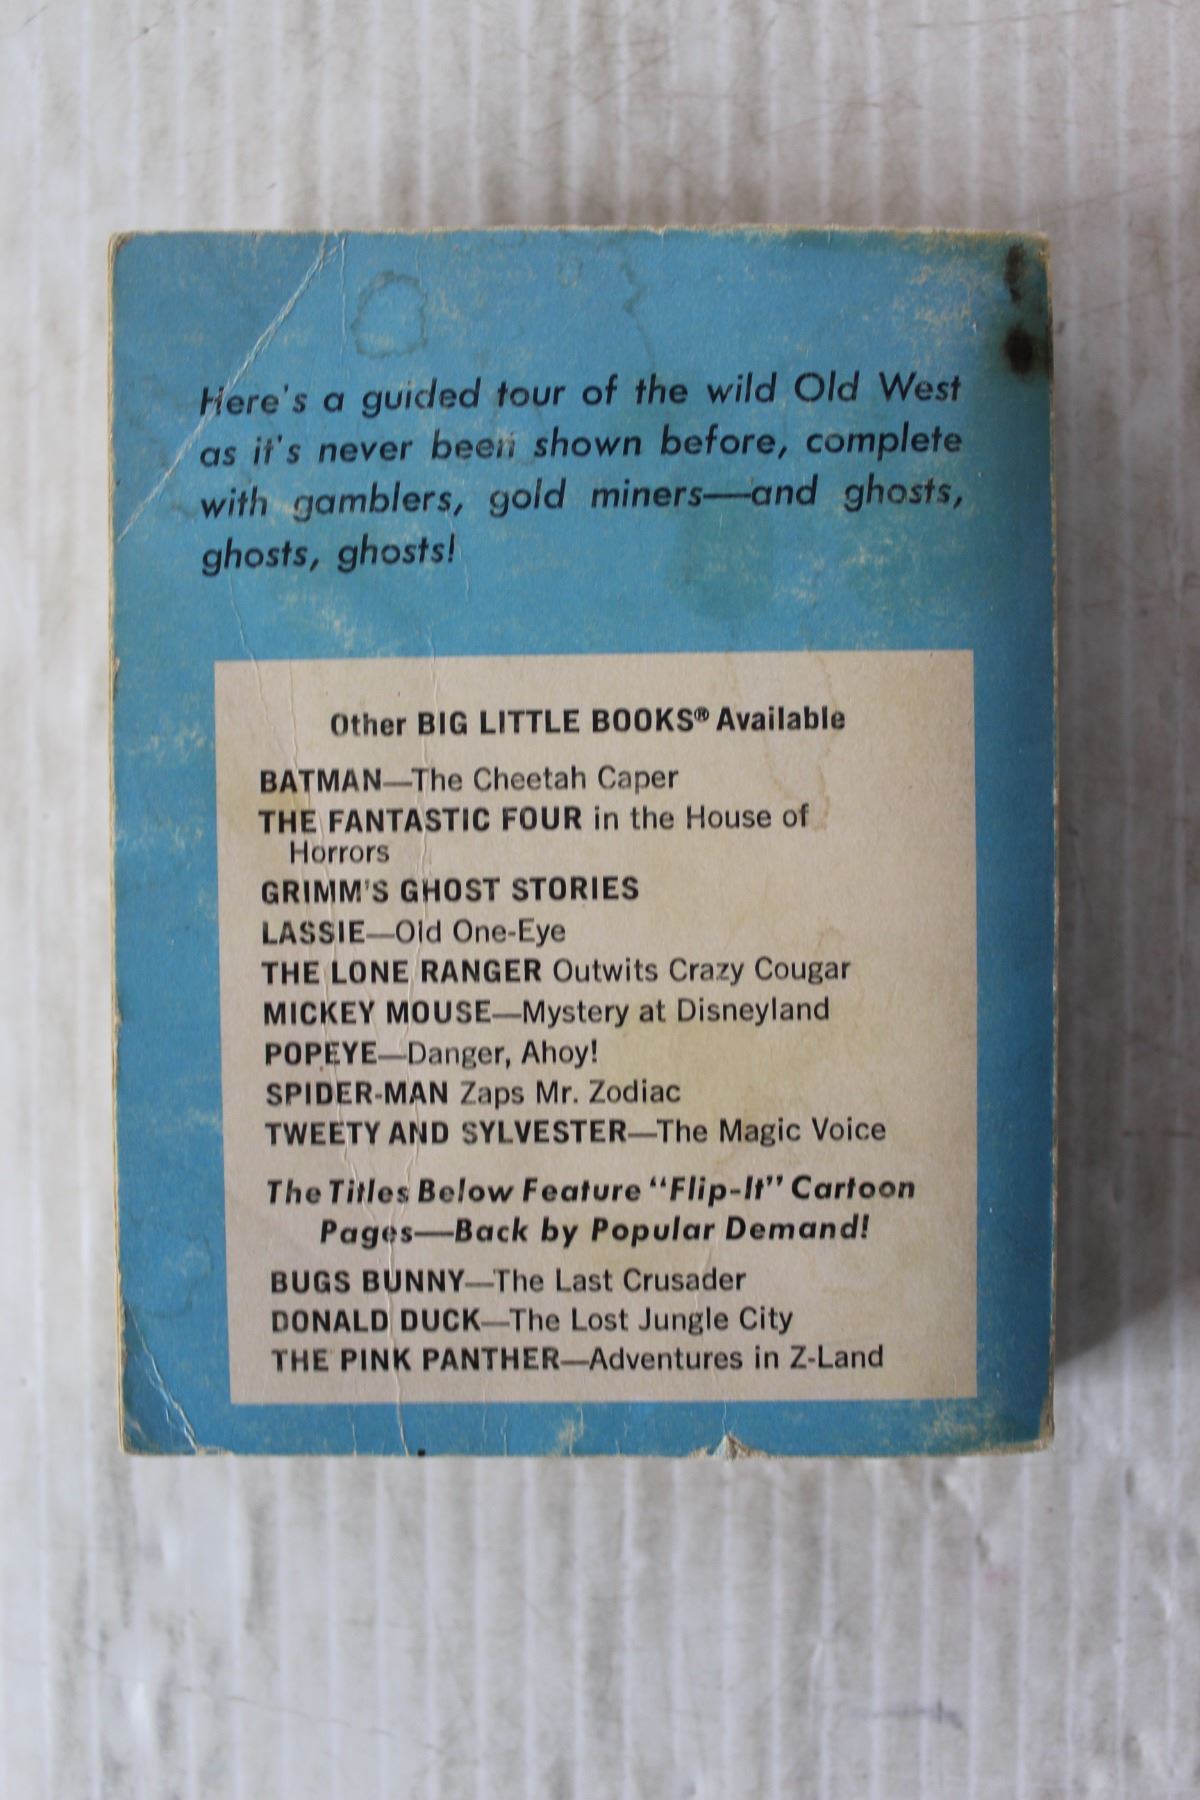 Here's a guided tour of the wild Old West
as it's never been shown before, complete
with gamblers, gold miners—and ghosts,
ghosts, ghosts!
Other BIG LITTLE BOOKS® Available
BATMAN—The Cheetah Caper
THE FANTASTIC FOUR in the House of
Horrors
GRIMM'S GHOST STORIES
LASSIE—Old One-Eye
THE LONE RANGER Outwits Crazy Cougar
MICKEY MOUSE—Mystery at Disneyland
POPEYE—Danger, Ahoy!
SPIDER-MAN Zaps Mr. Zodiac
TWEETY AND SYLVESTER—The Magic Voice
The Titles Below Feature “Flip-It” Cartoon
Pages—Back by Popular Demand!
BUGS BUNNY—The Last Crusader
DONALD DUCK—The Lost Jungle City
THE PINK PANTHER—Adventures in Z-Land